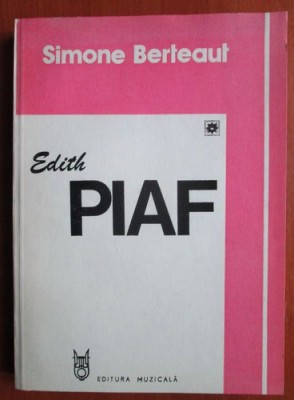 Simone Berteaut
Edith
PIAF
EDITURA MUZICALĂ